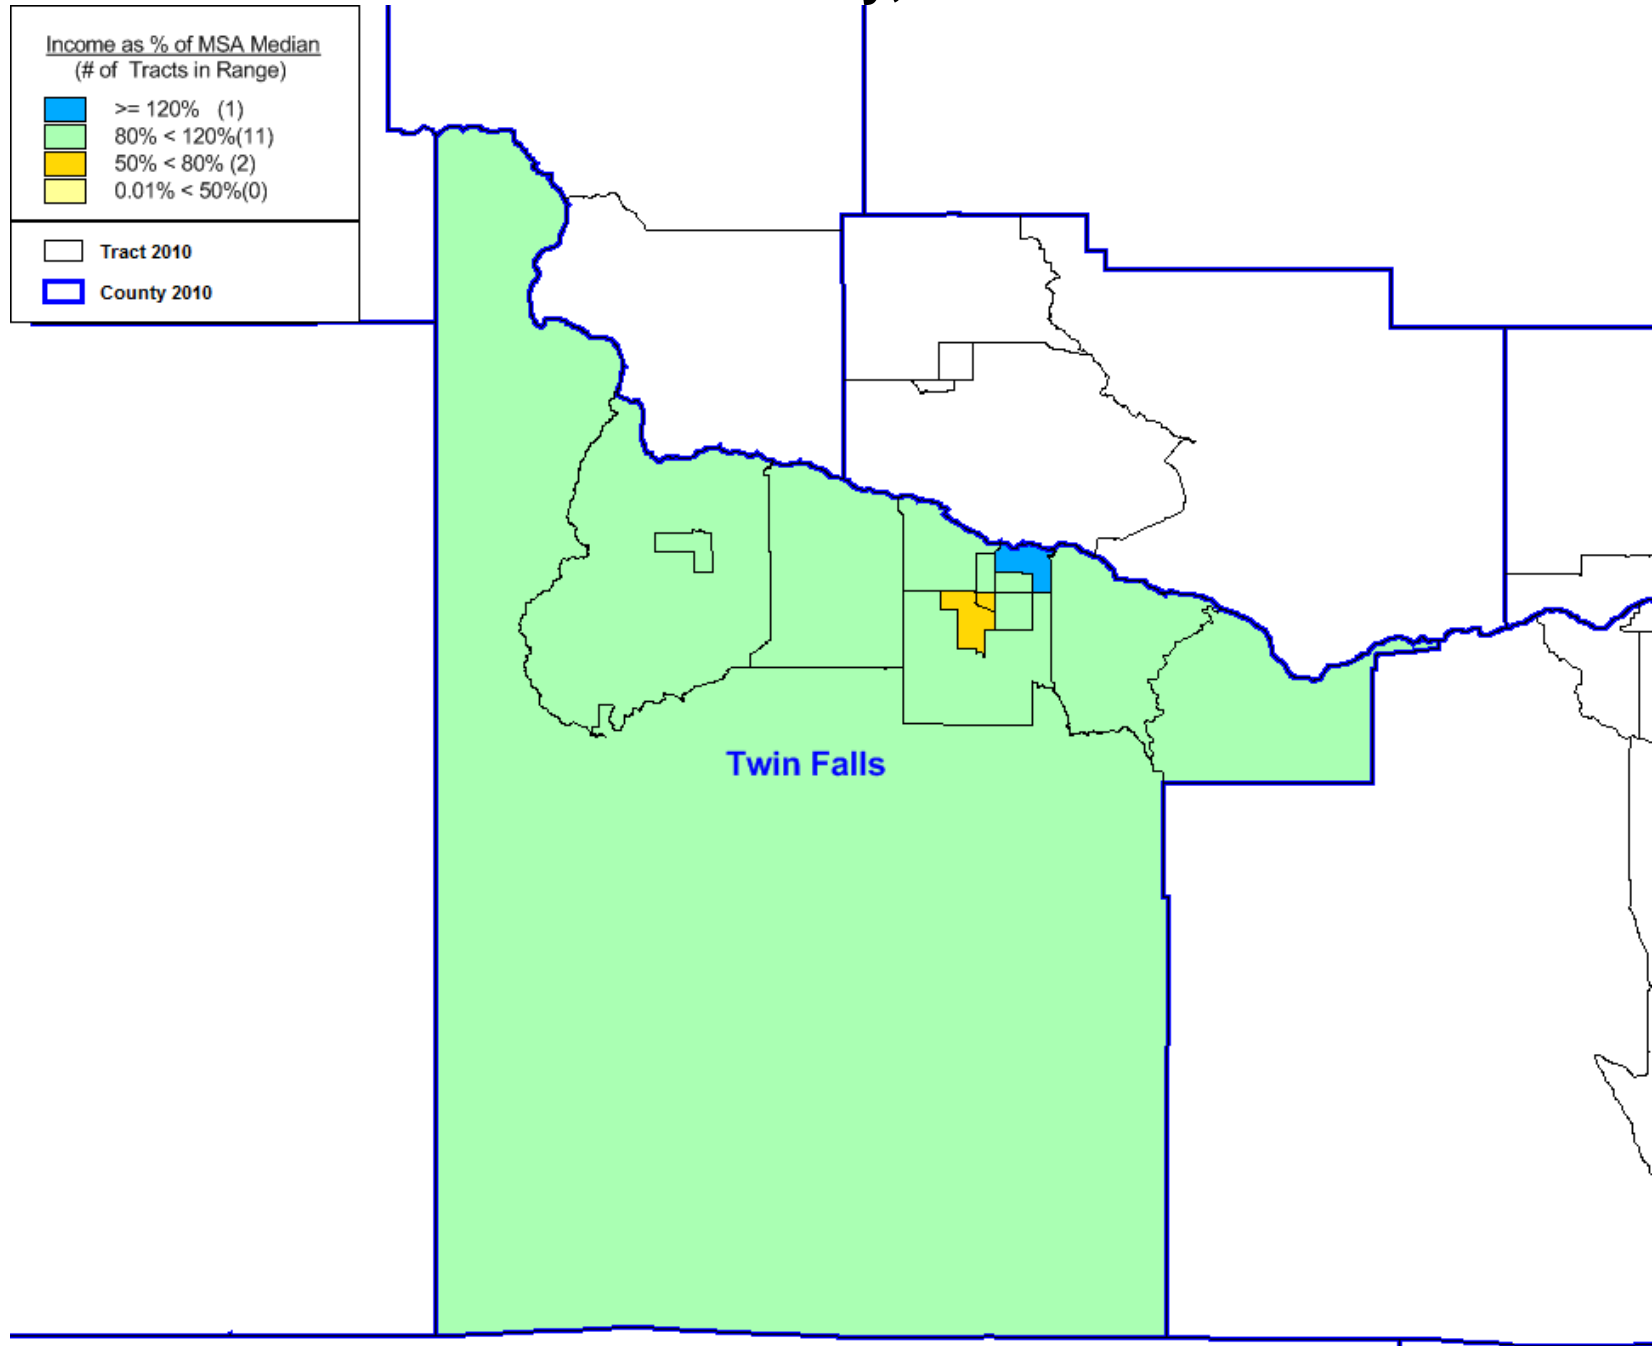 Income as % of MSA Median
(# of Tracts in Range)
>= 120% (1)
80% < 120%(11)
50% < 80% (2)
0.01% < 50%(0)
Tract 2010
County 2010
Twin Falls